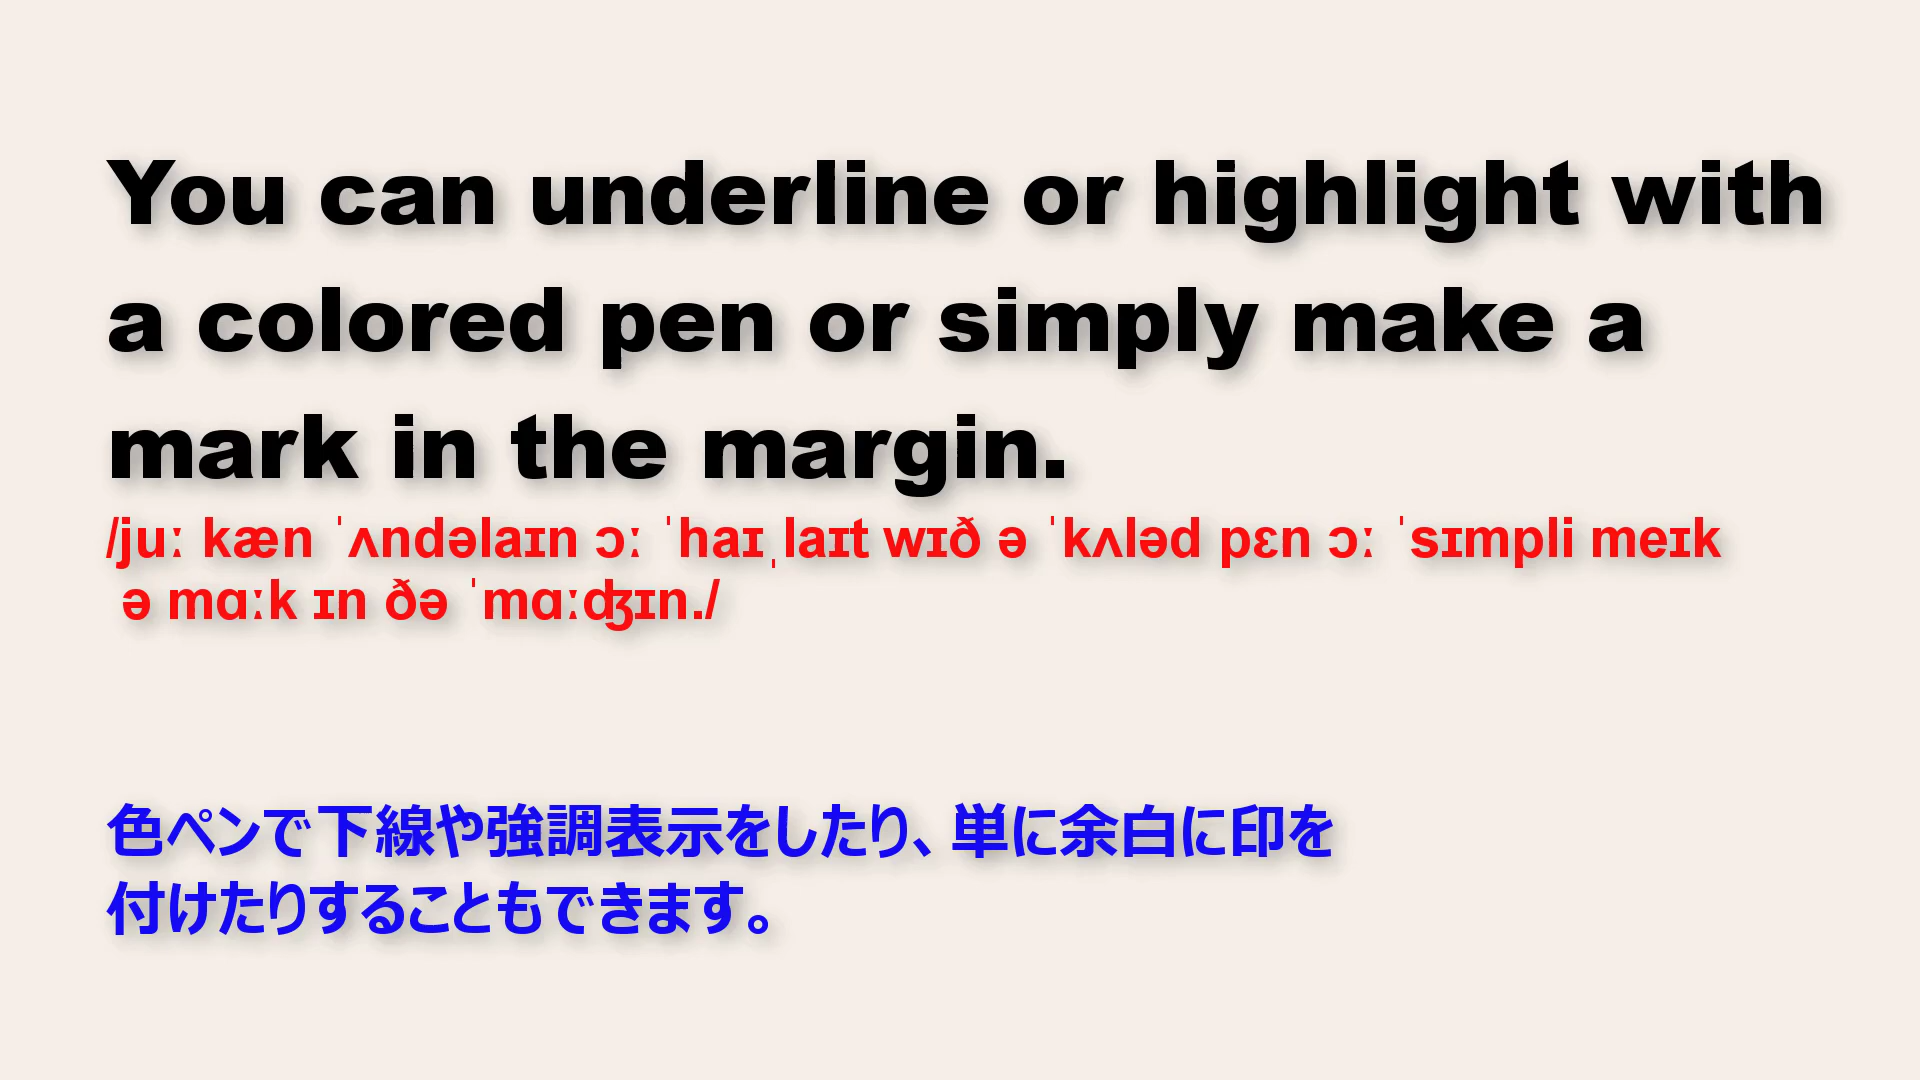 You can underline or highlight with
a colored pen or simply make a
mark in the margin.
/juː kæn ˈʌndəlaɪn ɔː ˈhaɪˌlaɪt wɪð ə ˈkʌləd pɛn ɔː ˈsɪmpli meɪk
ə mɑːk ɪn ðə ˈmɑːʤɪn./
色ペンで下線や強調表示をしたり、単に余白に印を
付けたりすることもできます。